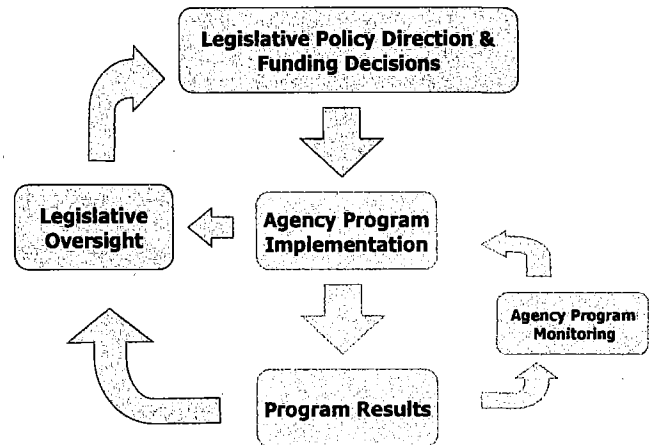 Legislative Policy Direction &
Funding Decisions
Legislative
Oversight
Agency Program
Implementation
Agency Program
Monitoring
Program Results